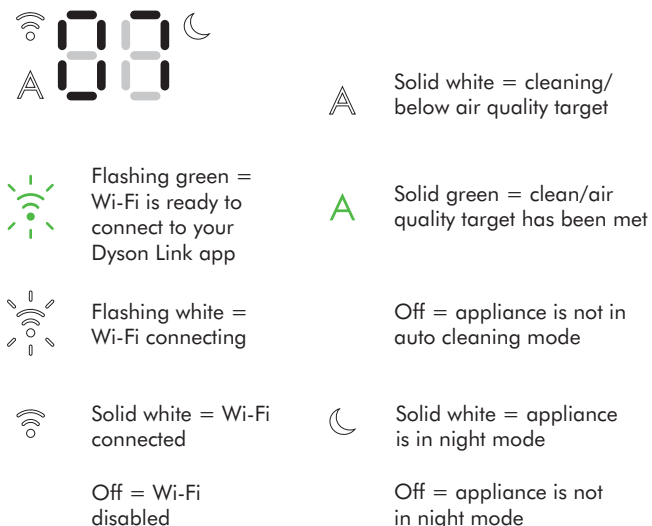 07
A
Flashing green =
Wi-Fi is ready to
connect to your
Dyson Link app
Flashing white =
Wi-Fi connecting
Solid white = Wi-Fi
connected
Off = Wi-Fi
disabled
A
Solid white = cleaning/
below air quality target
A
Solid green = clean/air
quality target has been met
Off = appliance is not in
auto cleaning mode
Solid white = appliance
is in night mode
Off = appliance is not
in night mode